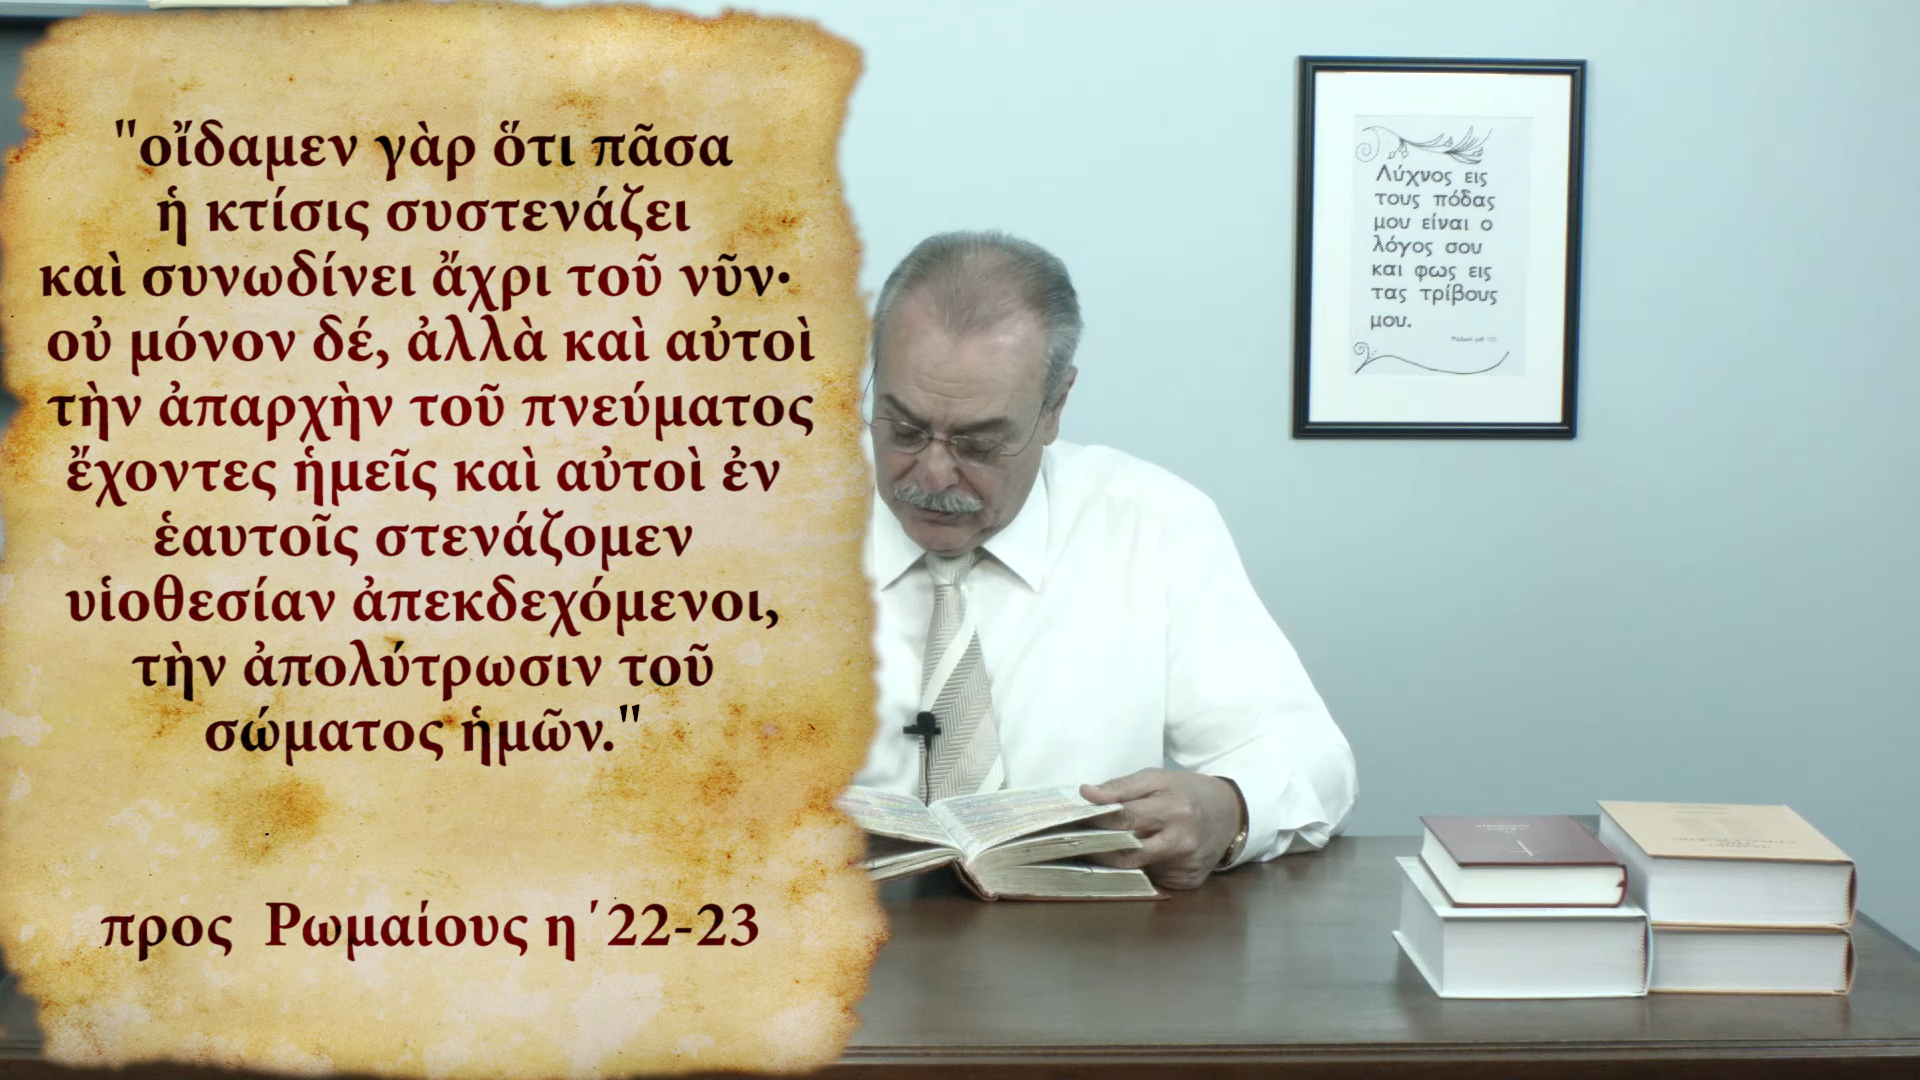 "οἴδαμεν γὰρ ὅτι πᾶσα
ἡ κτίσις συστενάζει
καὶ συνωδίνει ἄχρι τοῦ νῦν·
οὐ μόνον δέ, ἀλλὰ καὶ αὐτοὶ
τὴν ἀπαρχὴν τοῦ πνεύματος
ἔχοντες ἡμεῖς καὶ αὐτοὶ ἐν
ἑαυτοῖς στενάζομεν
υἱοθεσίαν ἀπεκδεχόμενοι,
τὴν ἀπολύτρωσιν τοῦ
σώματος ἡμῶν."
προς Ρωμαίους η΄22-23
Λύχνος εις
τους πόδας
μου είναι ο
λόγος σου
και φως εις
τας τρίβους
μου.